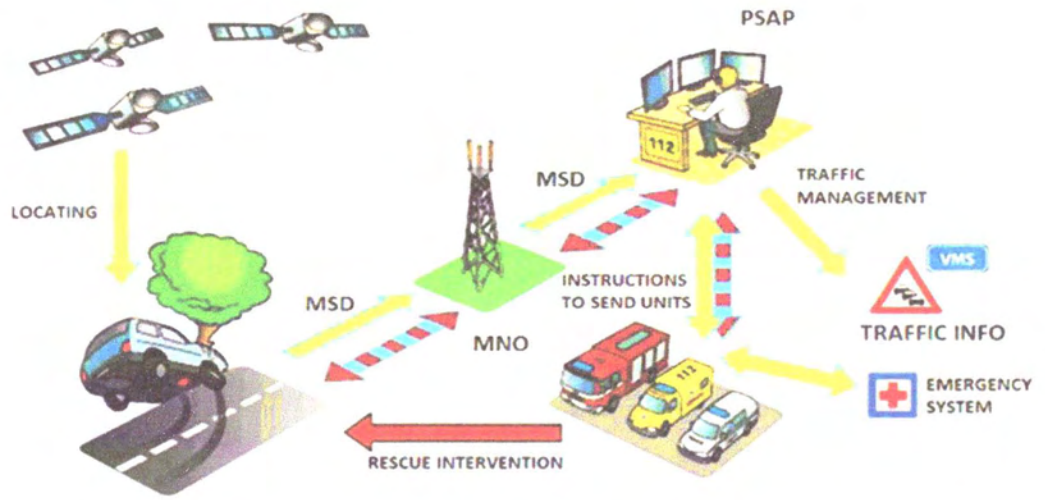 PSAP
112
MSD
TRAFFIC
MANAGEMENT
LOCATING
VMS
INSTRUCTIONS
TO SEND UNITS
MSD
TRAFFIC INFO
MNO
112
EMERGENCY
SYSTEM
RESCUE INTERVENTION